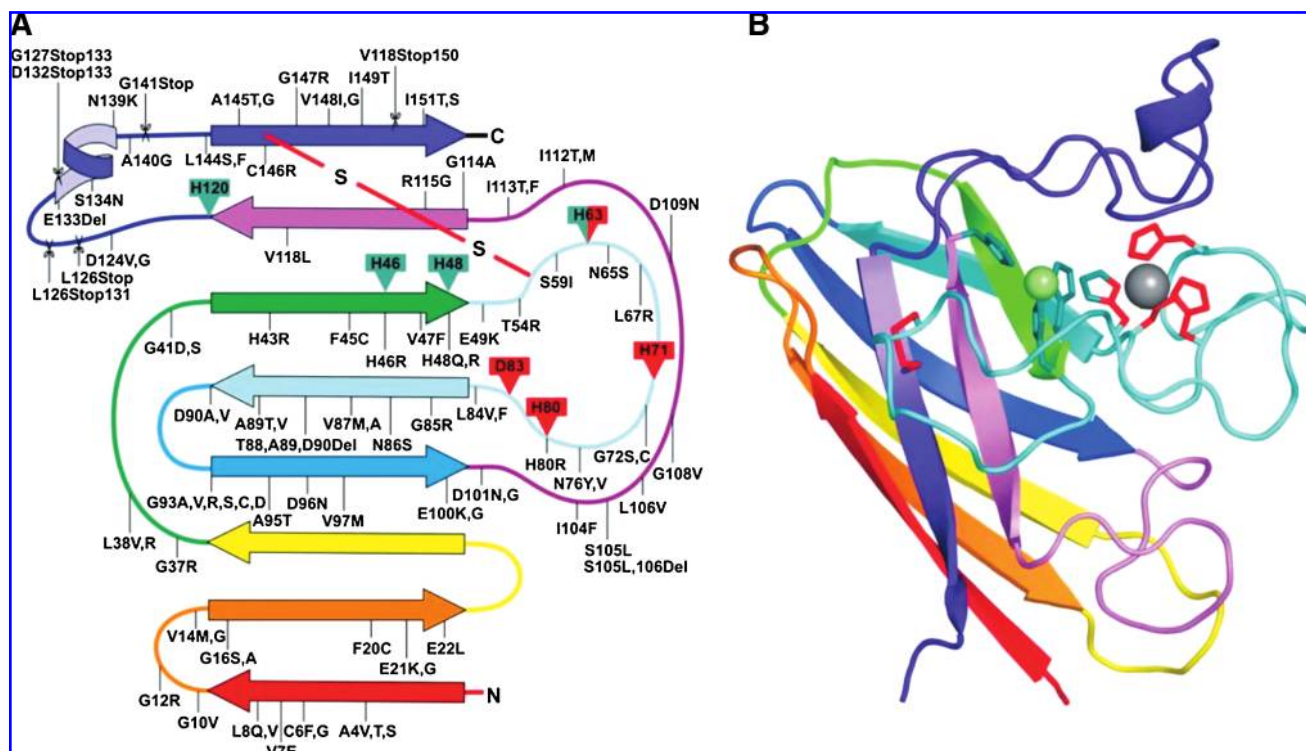 A
B
G127Stop133
D132Stop133
G141Stop
N139K
A145T,G
G147R
V148I,G
I149T
V118Stop150
I151T,S
C
A140G
L144S,F
C146R
S
G114A
R115G
I113T,F
I112T,M
D109N
S134N
E133Del
H120
H63
D124V,G
L126Stop
L126Stop131
V118L
S
H46
H48
S59I
N65S
L67R
T54R
G41D,S
H43R
F45C
H46R
V47F
H48Q,R
E49K
D83
H71
H80
D90A,V
A89T,V
T88,A89,D90Del
V87M,A
N86S
G85R
L84V,F
H80R
N76Y,V
G72S,C
G108V
G93A,V,R,S,C,D
A95T
D96N
V97M
E100K,G
D101N,G
I104F
L106V
S105L
S105L,106Del
L38V,R
G37R
V14M,G
G16S,A
F20C
E21K,G
E22L
G12R
G10V
N
L8Q,V
C6F,G
A4V,T,S